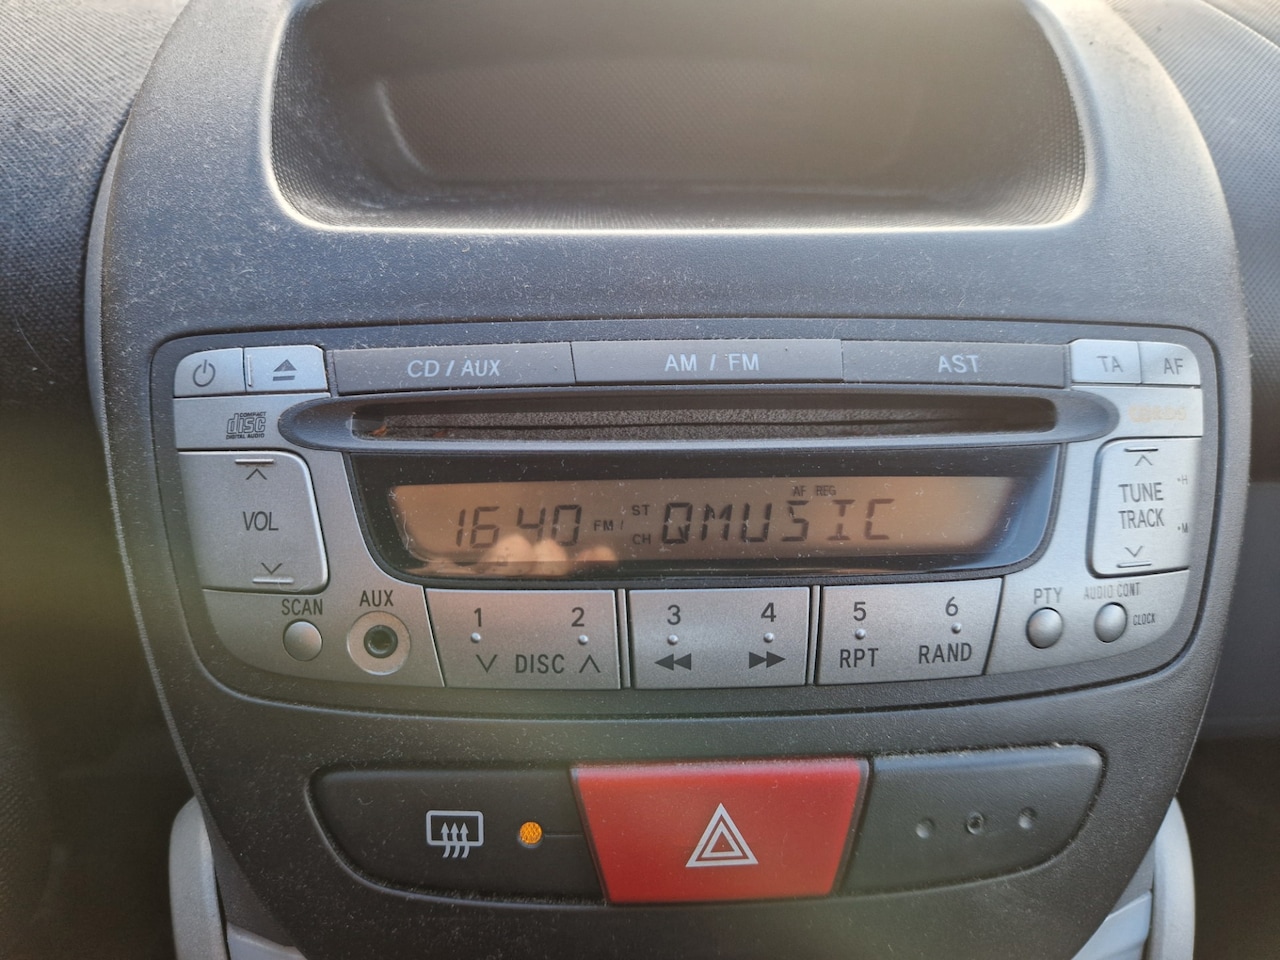 CD / AUX AM / FM AST TA AF
COMPACT
disc
DIGITAL AUDIO
VOL
AF REG
1640 FM / ST CH QMUSIC
TUNE
TRACK
H
M
SCAN AUX 1 2 3 4 5 6 PTY AUDIO CONT
CLOCK
DISC RPT RAND